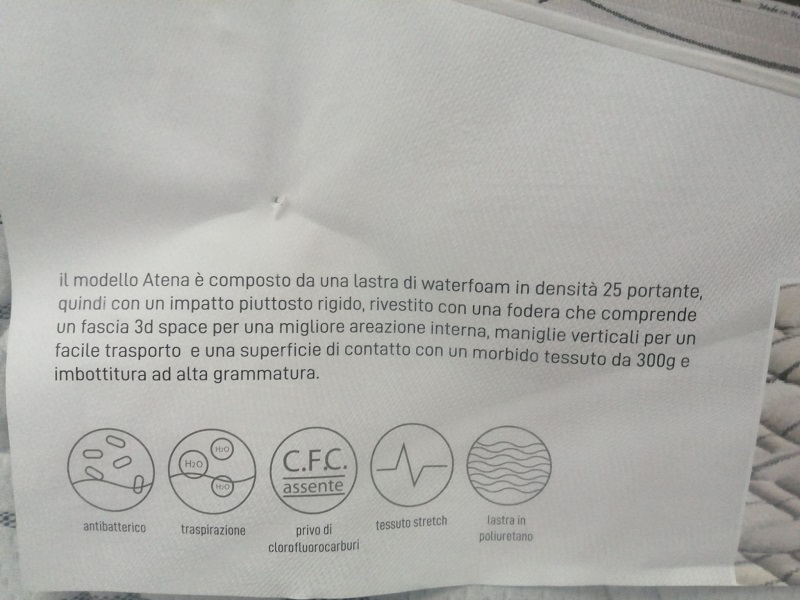 il modello Atena è composto da una lastra di waterfoam in densità 25 portante,
quindi con un impatto piuttosto rigido, rivestito con una fodera che comprende
un fascia 3d space per una migliore areazione interna, maniglie verticali per un
facile trasporto e una superficie di contatto con un morbido tessuto da 300g e
imbottitura ad alta grammatura.
H2O
H2O
H2O
C.F.C.
assente
antibatterico
traspirazione
privo di
clorofluorocarburi
tessuto stretch
lastra in
poliuretano